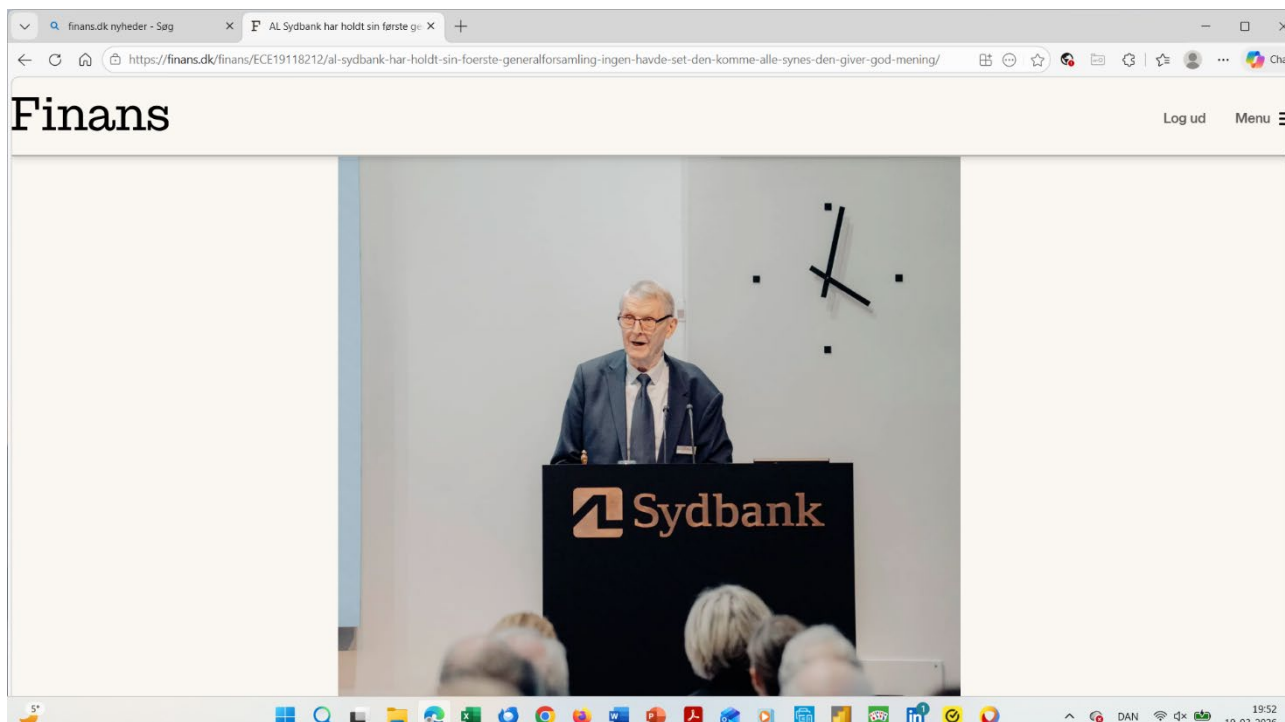 finans.dk nyheder - Søg
AL Sydbank har holdt sin første ge
https://finans.dk/finans/ECE19118212/al-sydbank-har-holdt-sin-foerste-generalforsamling-ingen-havde-set-den-komme-alle-synes-den-giver-god-mening/
Finans
Log ud
Menu
AL Sydbank
5°
DAN
19:52